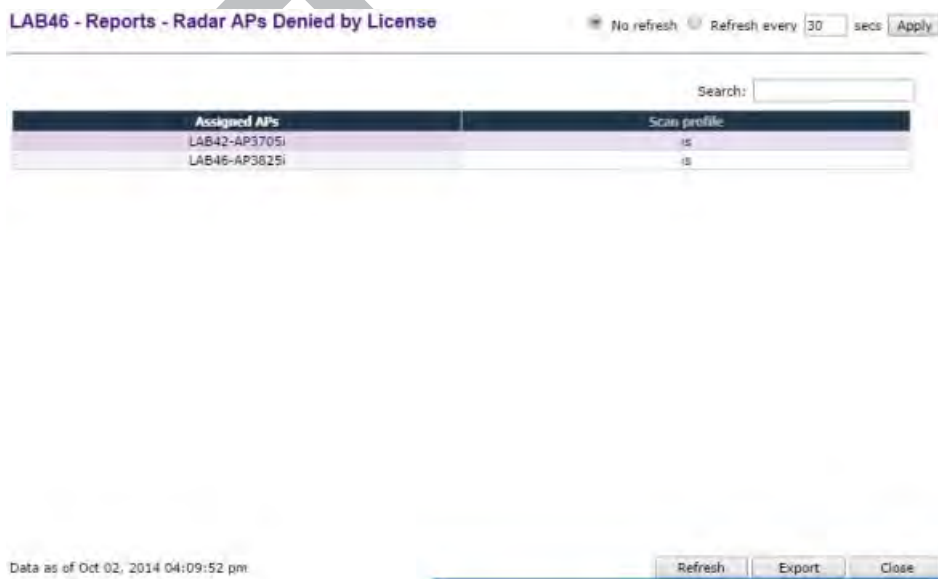 LAB46 - Reports - Radar APs Denied by License
No refresh Refresh every 30 secs Apply
Search:
Assigned APs Scan profile
LAB42-AP3705i is
LAB46-AP3825i is
Data as of Oct 02, 2014 04:09:52 pm Refresh Export Close